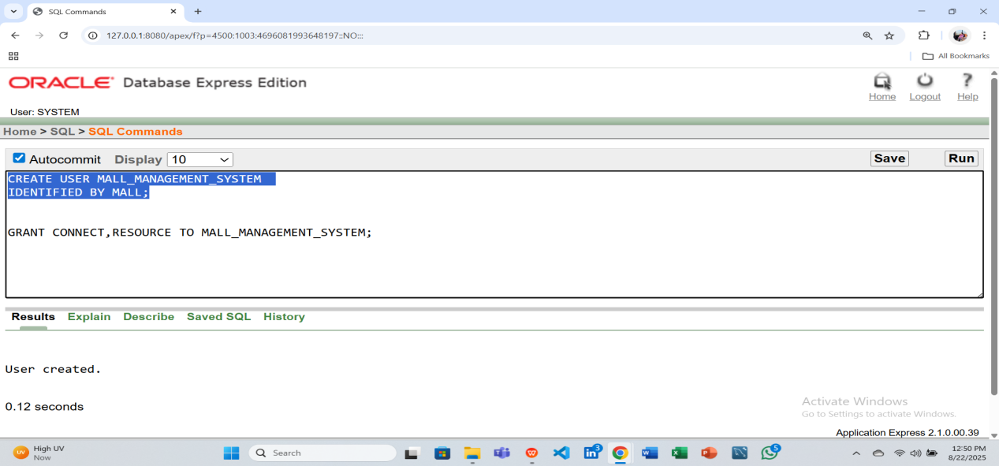 SQL Commands
127.0.0.1:8080/apex/f?p=4500:1003:4696081993648197::NO:::
All Bookmarks
ORACLE Database Express Edition
Home Logout Help
User: SYSTEM
Home > SQL > SQL Commands
Autocommit Display 10 Save Run
CREATE USER MALL_MANAGEMENT_SYSTEM
IDENTIFIED BY MALL;
GRANT CONNECT,RESOURCE TO MALL_MANAGEMENT_SYSTEM;
Results Explain Describe Saved SQL History
User created.
0.12 seconds
Activate Windows
Go to Settings to activate Windows.
Application Express 2.1.0.00.39
UV High UV
Now
Search
3
5
12:50 PM
8/22/2025